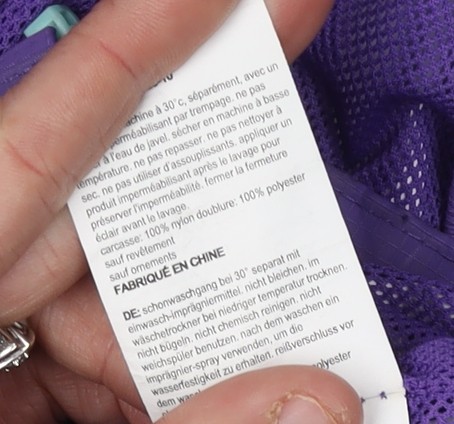 machine à 30°c, séparément, avec un
imperméabilisant par trempage. ne pas
à l'eau de javel. sécher en machine à basse
température. ne pas repasser. ne pas nettoyer à
sec. ne pas utiliser d'assouplissants. appliquer un
produit imperméabilisant après le lavage pour
préserver l'imperméabilité. fermer la fermeture
éclair avant le lavage.
carcasse: 100% nylon doublure: 100% polyester
sauf revêtement
sauf ornements
FABRIQUÉ EN CHINE
DE: schonwaschgang bei 30° separat mit
einwasch-imprägniermittel. nicht bleichen. im
wäschetrockner bei niedriger temperatur trocknen.
nicht bügeln. nicht chemisch reinigen. nicht
weichspüler benutzen. nach dem waschen ein
imprägnier-spray verwenden, um die
wasserfestigkeit zu erhalten. reißverschluss vor
dem
polyester